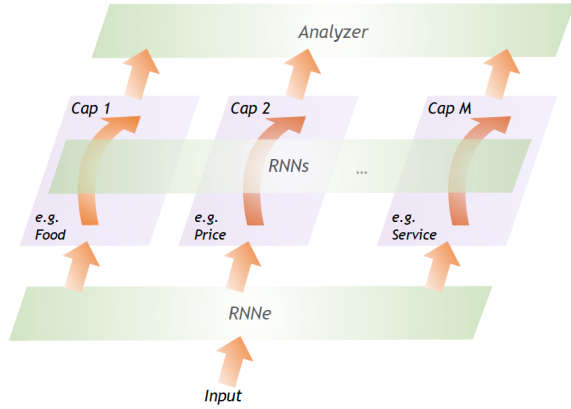 Analyzer
Cap 1
Cap 2
Cap M
RNNs
...
e.g.
Food
e.g.
Price
e.g.
Service
RNNe
Input